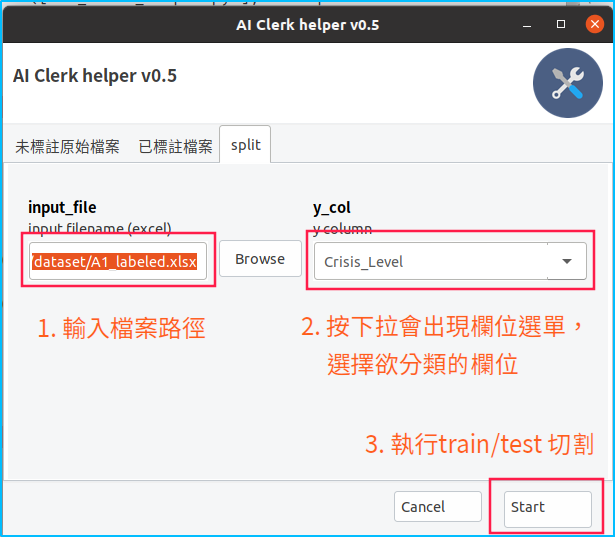 AI Clerk helper v0.5
AI Clerk helper v0.5
未標註原始檔案 已標註檔案 split
input_file
input filename (excel)
/dataset/A1_labeled.xlsx
Browse
y_col
y column
Crisis_Level
1. 輸入檔案路徑
2. 按下拉會出現欄位選單，
選擇欲分類的欄位
3. 執行train/test 切割
Cancel
Start